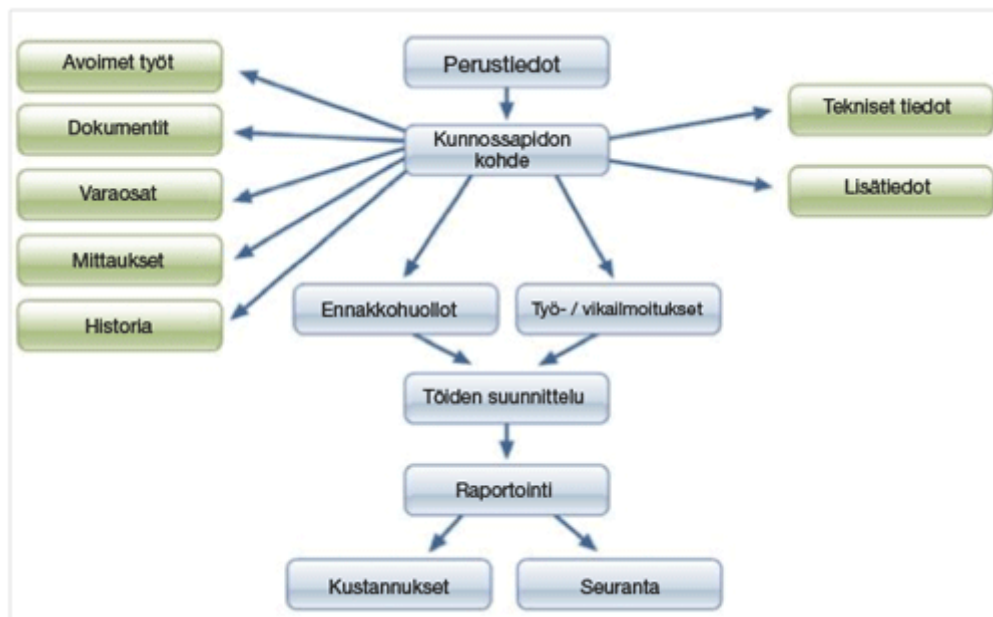 Avoimet työt
Perustiedot
Dokumentit
Tekniset tiedot
Kunnossapidon
kohde
Varaosat
Lisätiedot
Mittaukset
Historia
Ennakkohuollot
Työ- / vikailmoitukset
Töiden suunnittelu
Raportointi
Kustannukset
Seuranta